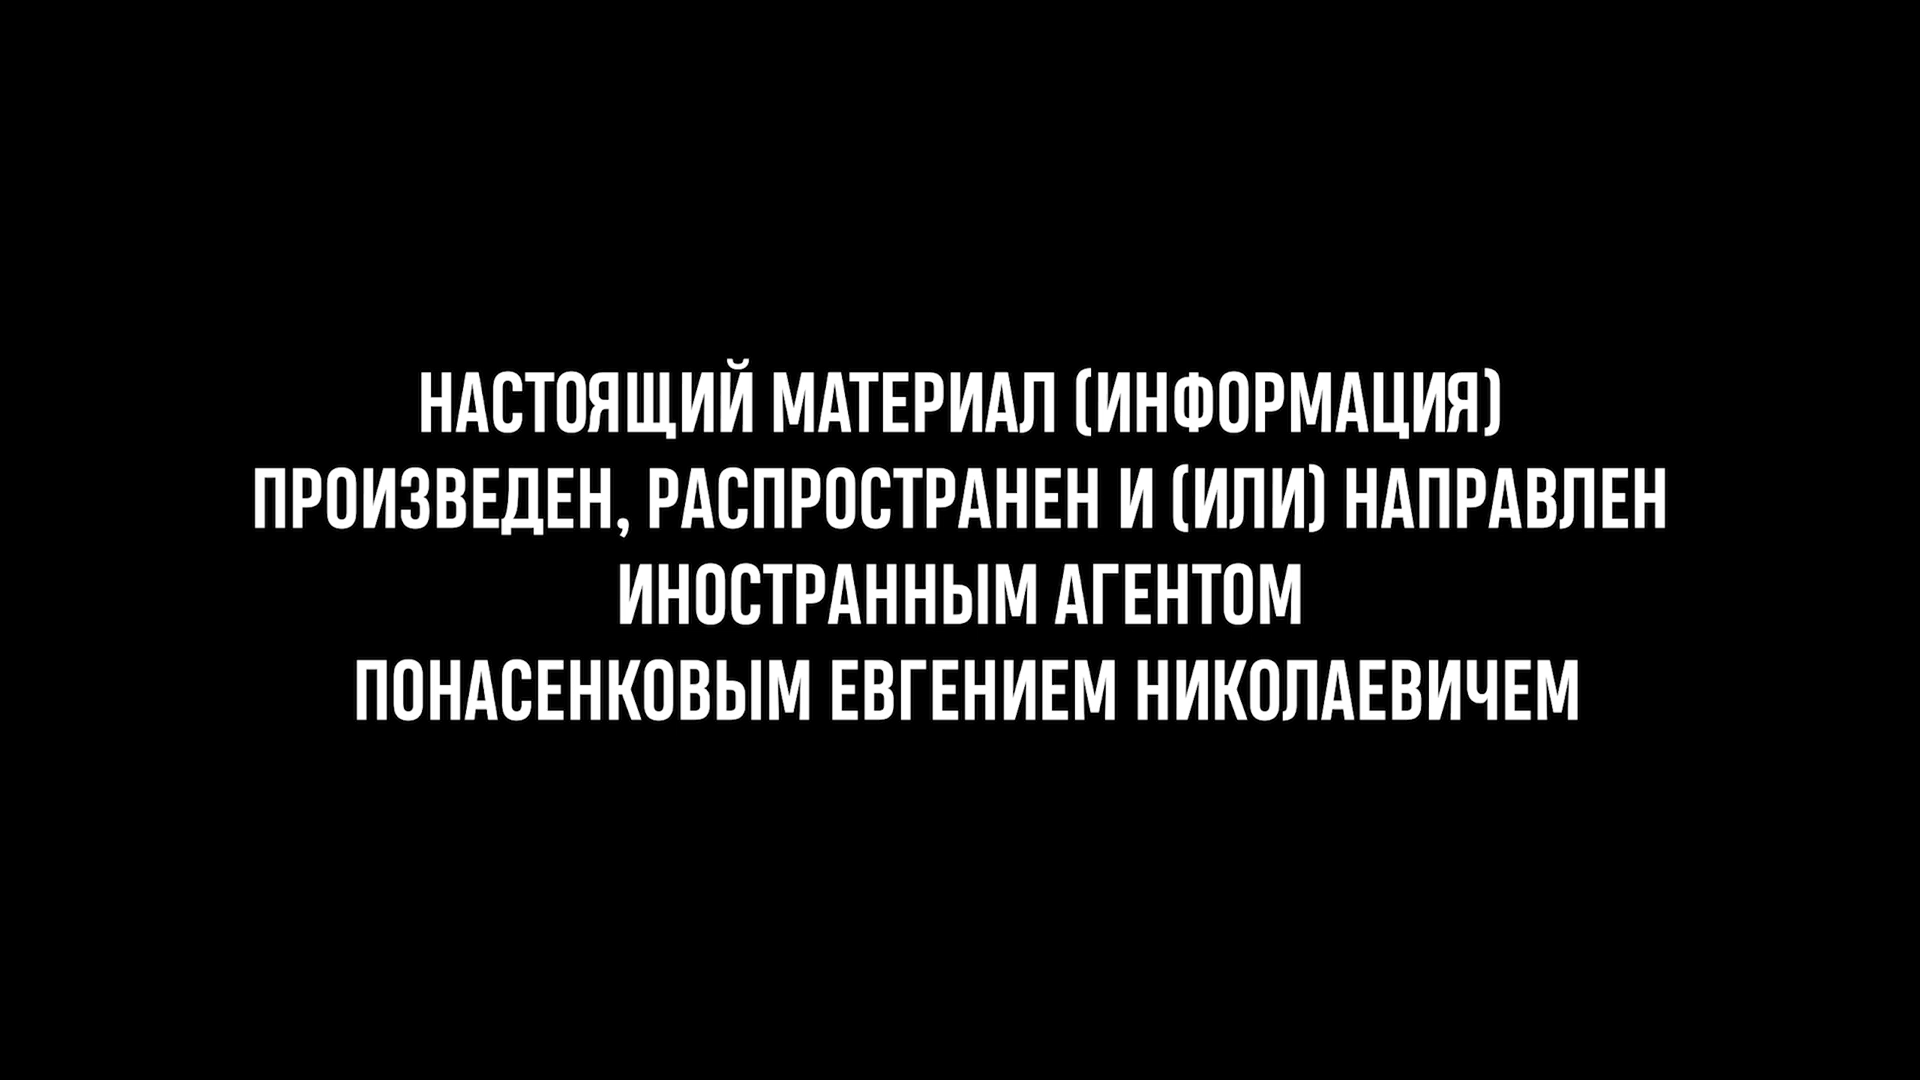 НАСТОЯЩИЙ МАТЕРИАЛ (ИНФОРМАЦИЯ)
ПРОИЗВЕДЕН, РАСПРОСТРАНЕН И (ИЛИ) НАПРАВЛЕН
ИНОСТРАННЫМ АГЕНТОМ
ПОНАСЕНКОВЫМ ЕВГЕНИЕМ НИКОЛАЕВИЧЕМ